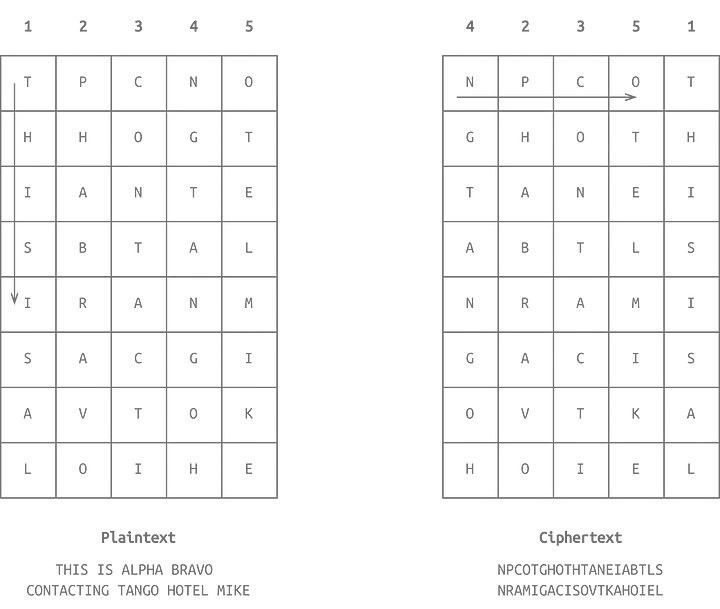 1 2 3 4 5 4 2 3 5 1
T P C N O N P C O T
H H O G T G H O T H
I A N T E T A N E I
S B T A L A B T L S
I R A N M N R A M I
S A C G I G A C I S
A V T O K O V T K A
L O I H E H O I E L
Plaintext Ciphertext
THIS IS ALPHA BRAVO NPCOTGHOTHTANEIABTLS
CONTACTING TANGO HOTEL MIKE NRAMIGACISOVTKAHOIEL